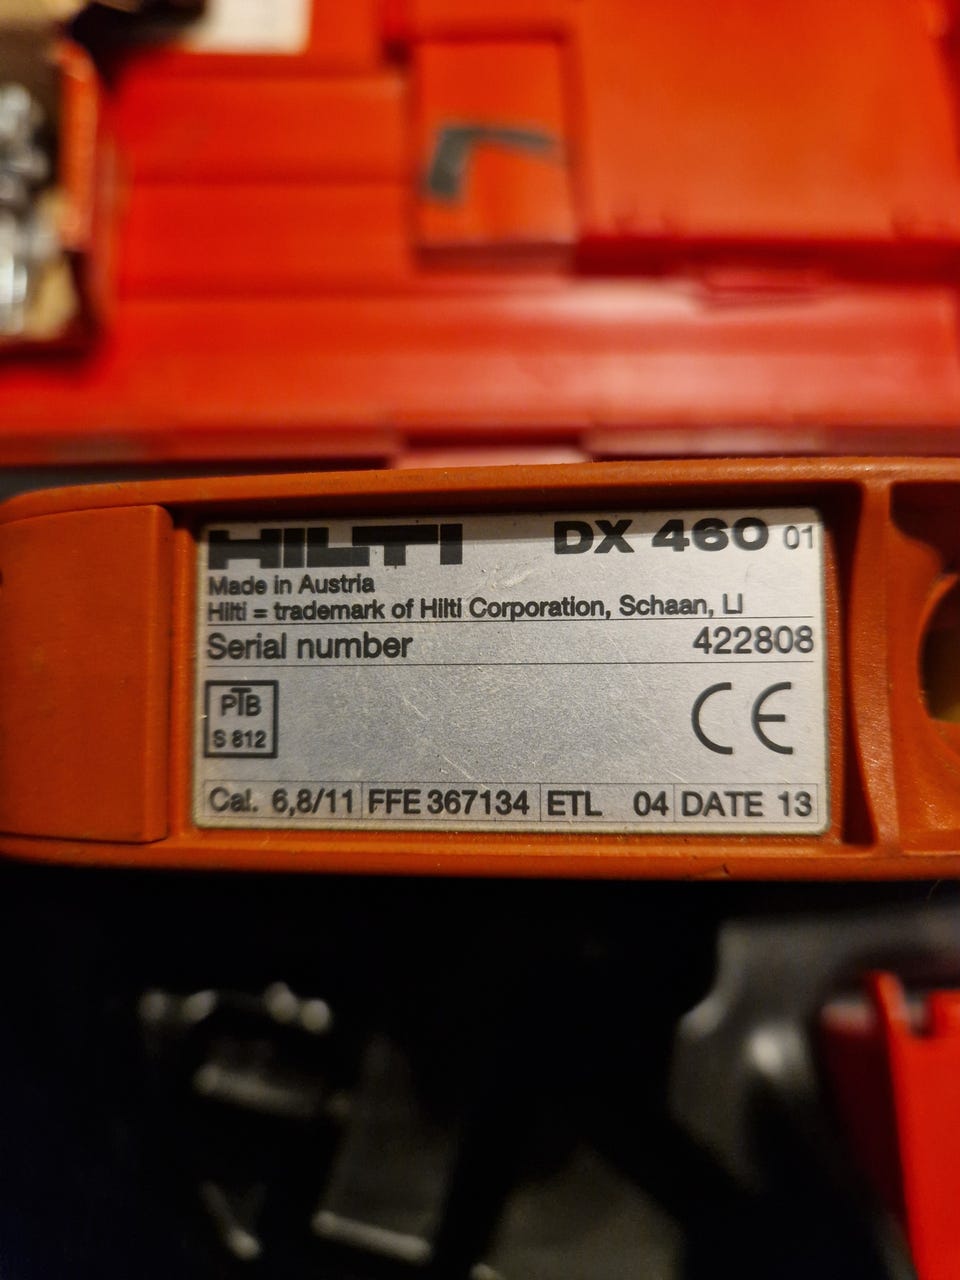 HILTI DX 460 01
Made in Austria
Hilti = trademark of Hilti Corporation, Schaan, LI
Serial number 422808
PTB
S 812
CE
Cal. 6,8/11 FFE 367134 ETL 04 DATE 13